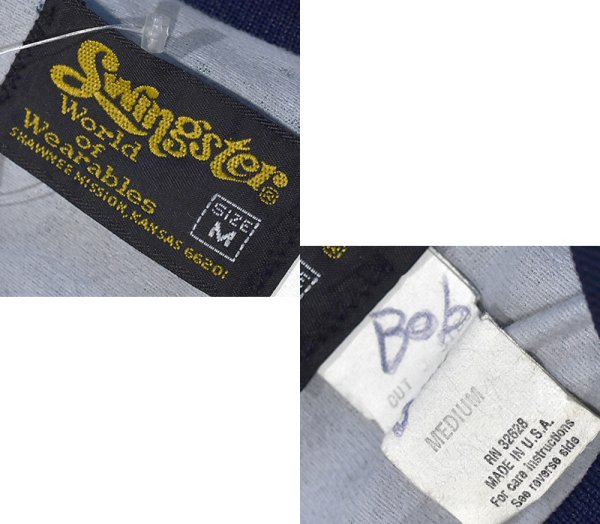 Swingster®
World
of
Wearables
SHAWNEE MISSION, KANSAS 66201
SIZE
M
Bob
CUT
MEDIUM
RN 32628
MADE IN U.S.A.
For care instructions
See reverse side